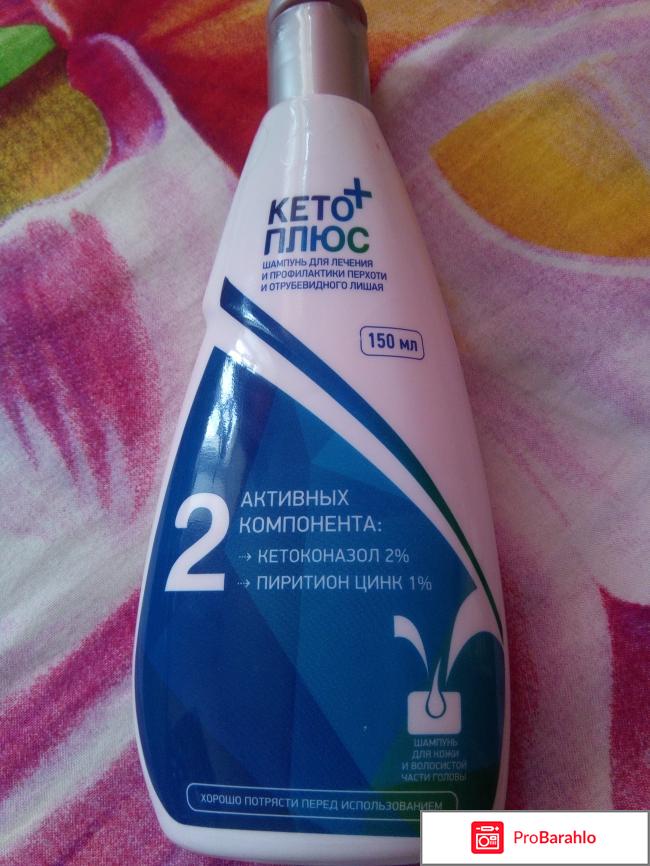 КЕТО+
ПЛЮС
ШАМПУНЬ ДЛЯ ЛЕЧЕНИЯ
И ПРОФИЛАКТИКИ ПЕРХОТИ
И ОТРУБЕВИДНОГО ЛИШАЯ
150 мл
2 АКТИВНЫХ
КОМПОНЕНТА:
КЕТОКОНАЗОЛ 2%
ПИРИТИОН ЦИНК 1%
ШАМПУНЬ
ДЛЯ КОЖИ
И ВОЛОСИСТОЙ
ЧАСТИ ГОЛОВЫ
ХОРОШО ПОТРЯСТИ ПЕРЕД ИСПОЛЬЗОВАНИЕМ
ProBarahlo